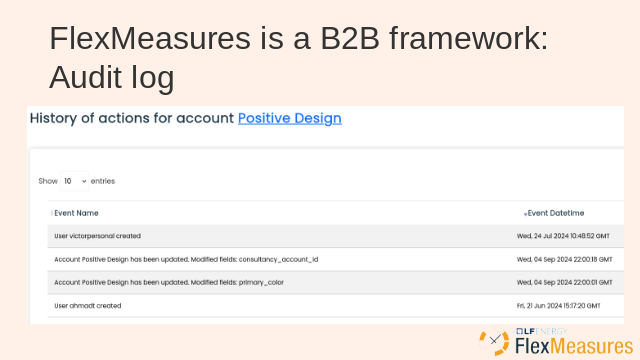 FlexMeasures is a B2B framework:
Audit log
History of actions for account Positive Design
Show 10 entries
Event Name Event Datetime
User victorpersonal created Wed, 24 Jul 2024 10:48:52 GMT
Account Positive Design has been updated, Modified fields: consultancy_account_id Wed, 04 Sep 2024 22:00:18 GMT
Account Positive Design has been updated, Modified fields: primary_color Wed, 04 Sep 2024 22:00:01 GMT
User ahmadt created Fri, 21 Jun 2024 15:17:20 GMT
LF ENERGY
FlexMeasures